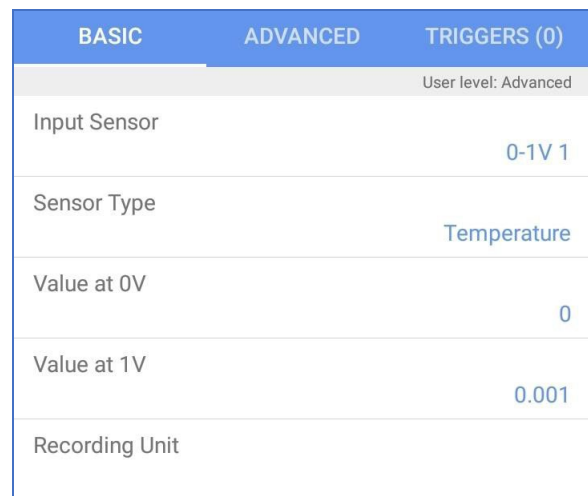 BASIC ADVANCED TRIGGERS (0)
User level: Advanced
Input Sensor
0-1V 1
Sensor Type
Temperature
Value at 0V
0
Value at 1V
0.001
Recording Unit